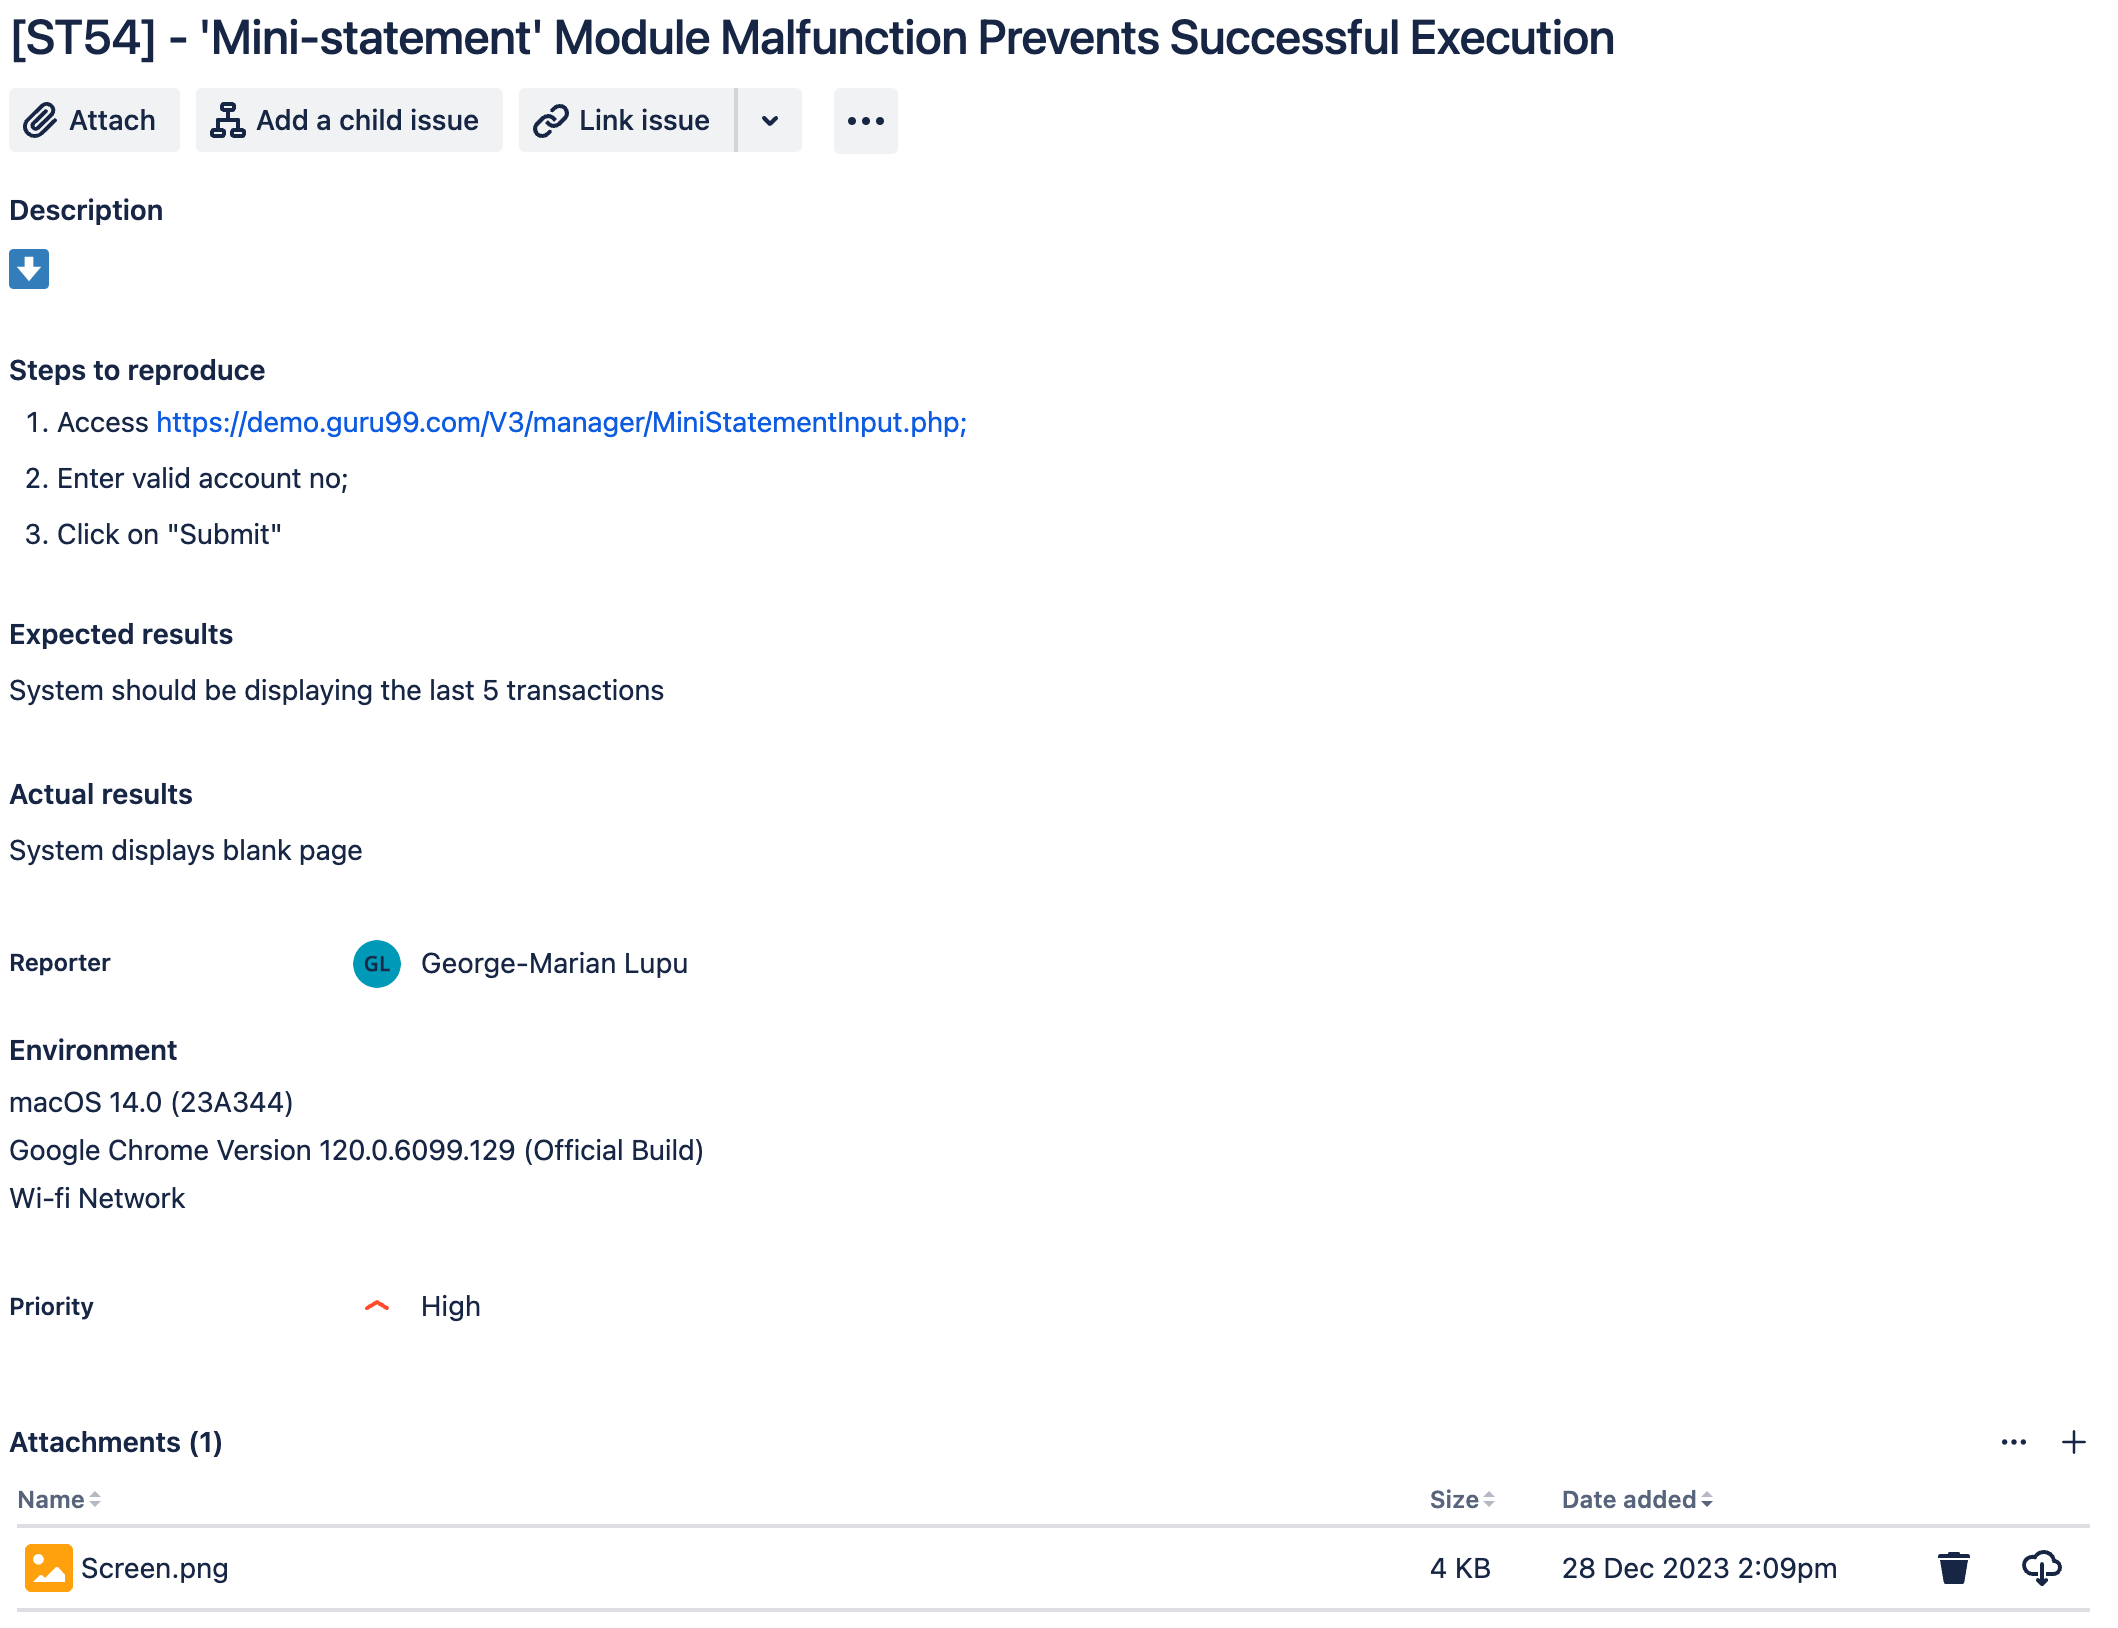 [ST54] - 'Mini-statement' Module Malfunction Prevents Successful Execution
Attach Add a child issue Link issue
Description
Steps to reproduce
1. Access https://demo.guru99.com/V3/manager/MiniStatementInput.php;
2. Enter valid account no;
3. Click on "Submit"
Expected results
System should be displaying the last 5 transactions
Actual results
System displays blank page
Reporter GL George-Marian Lupu
Environment
macOS 14.0 (23A344)
Google Chrome Version 120.0.6099.129 (Official Build)
Wi-fi Network
Priority High
Attachments (1)
Name Size Date added
Screen.png 4 KB 28 Dec 2023 2:09pm